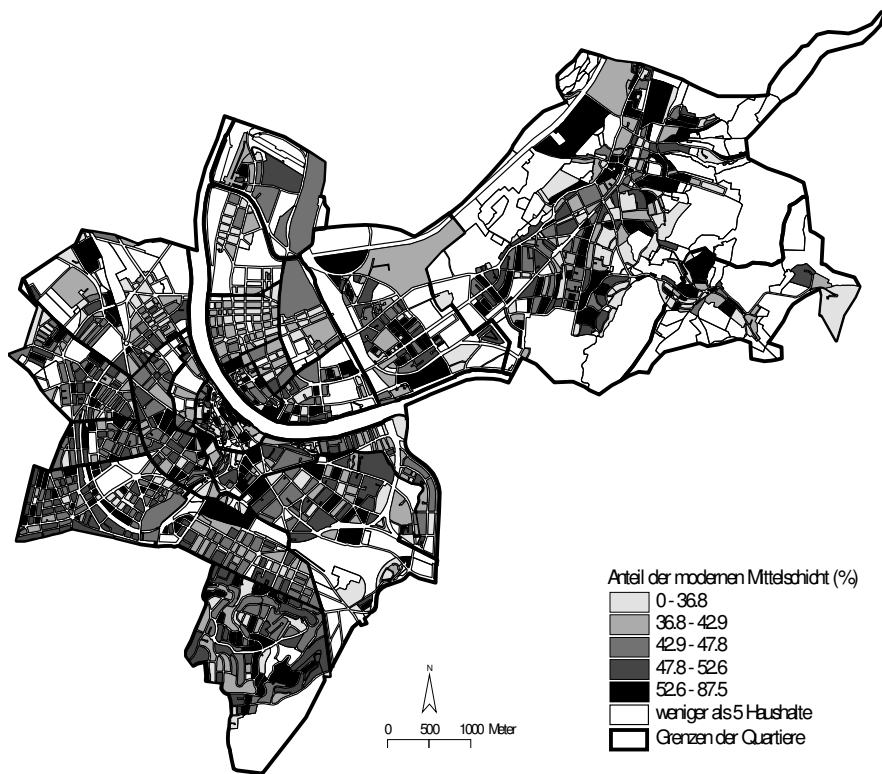 Anteil der modernen Mittelschicht (%)
0 - 36.8
36.8 - 42.9
42.9 - 47.8
47.8 - 52.6
52.6 - 87.5
weniger als 5 Haushalte
Grenzen der Quartiere
N
0 500 1000 Meter